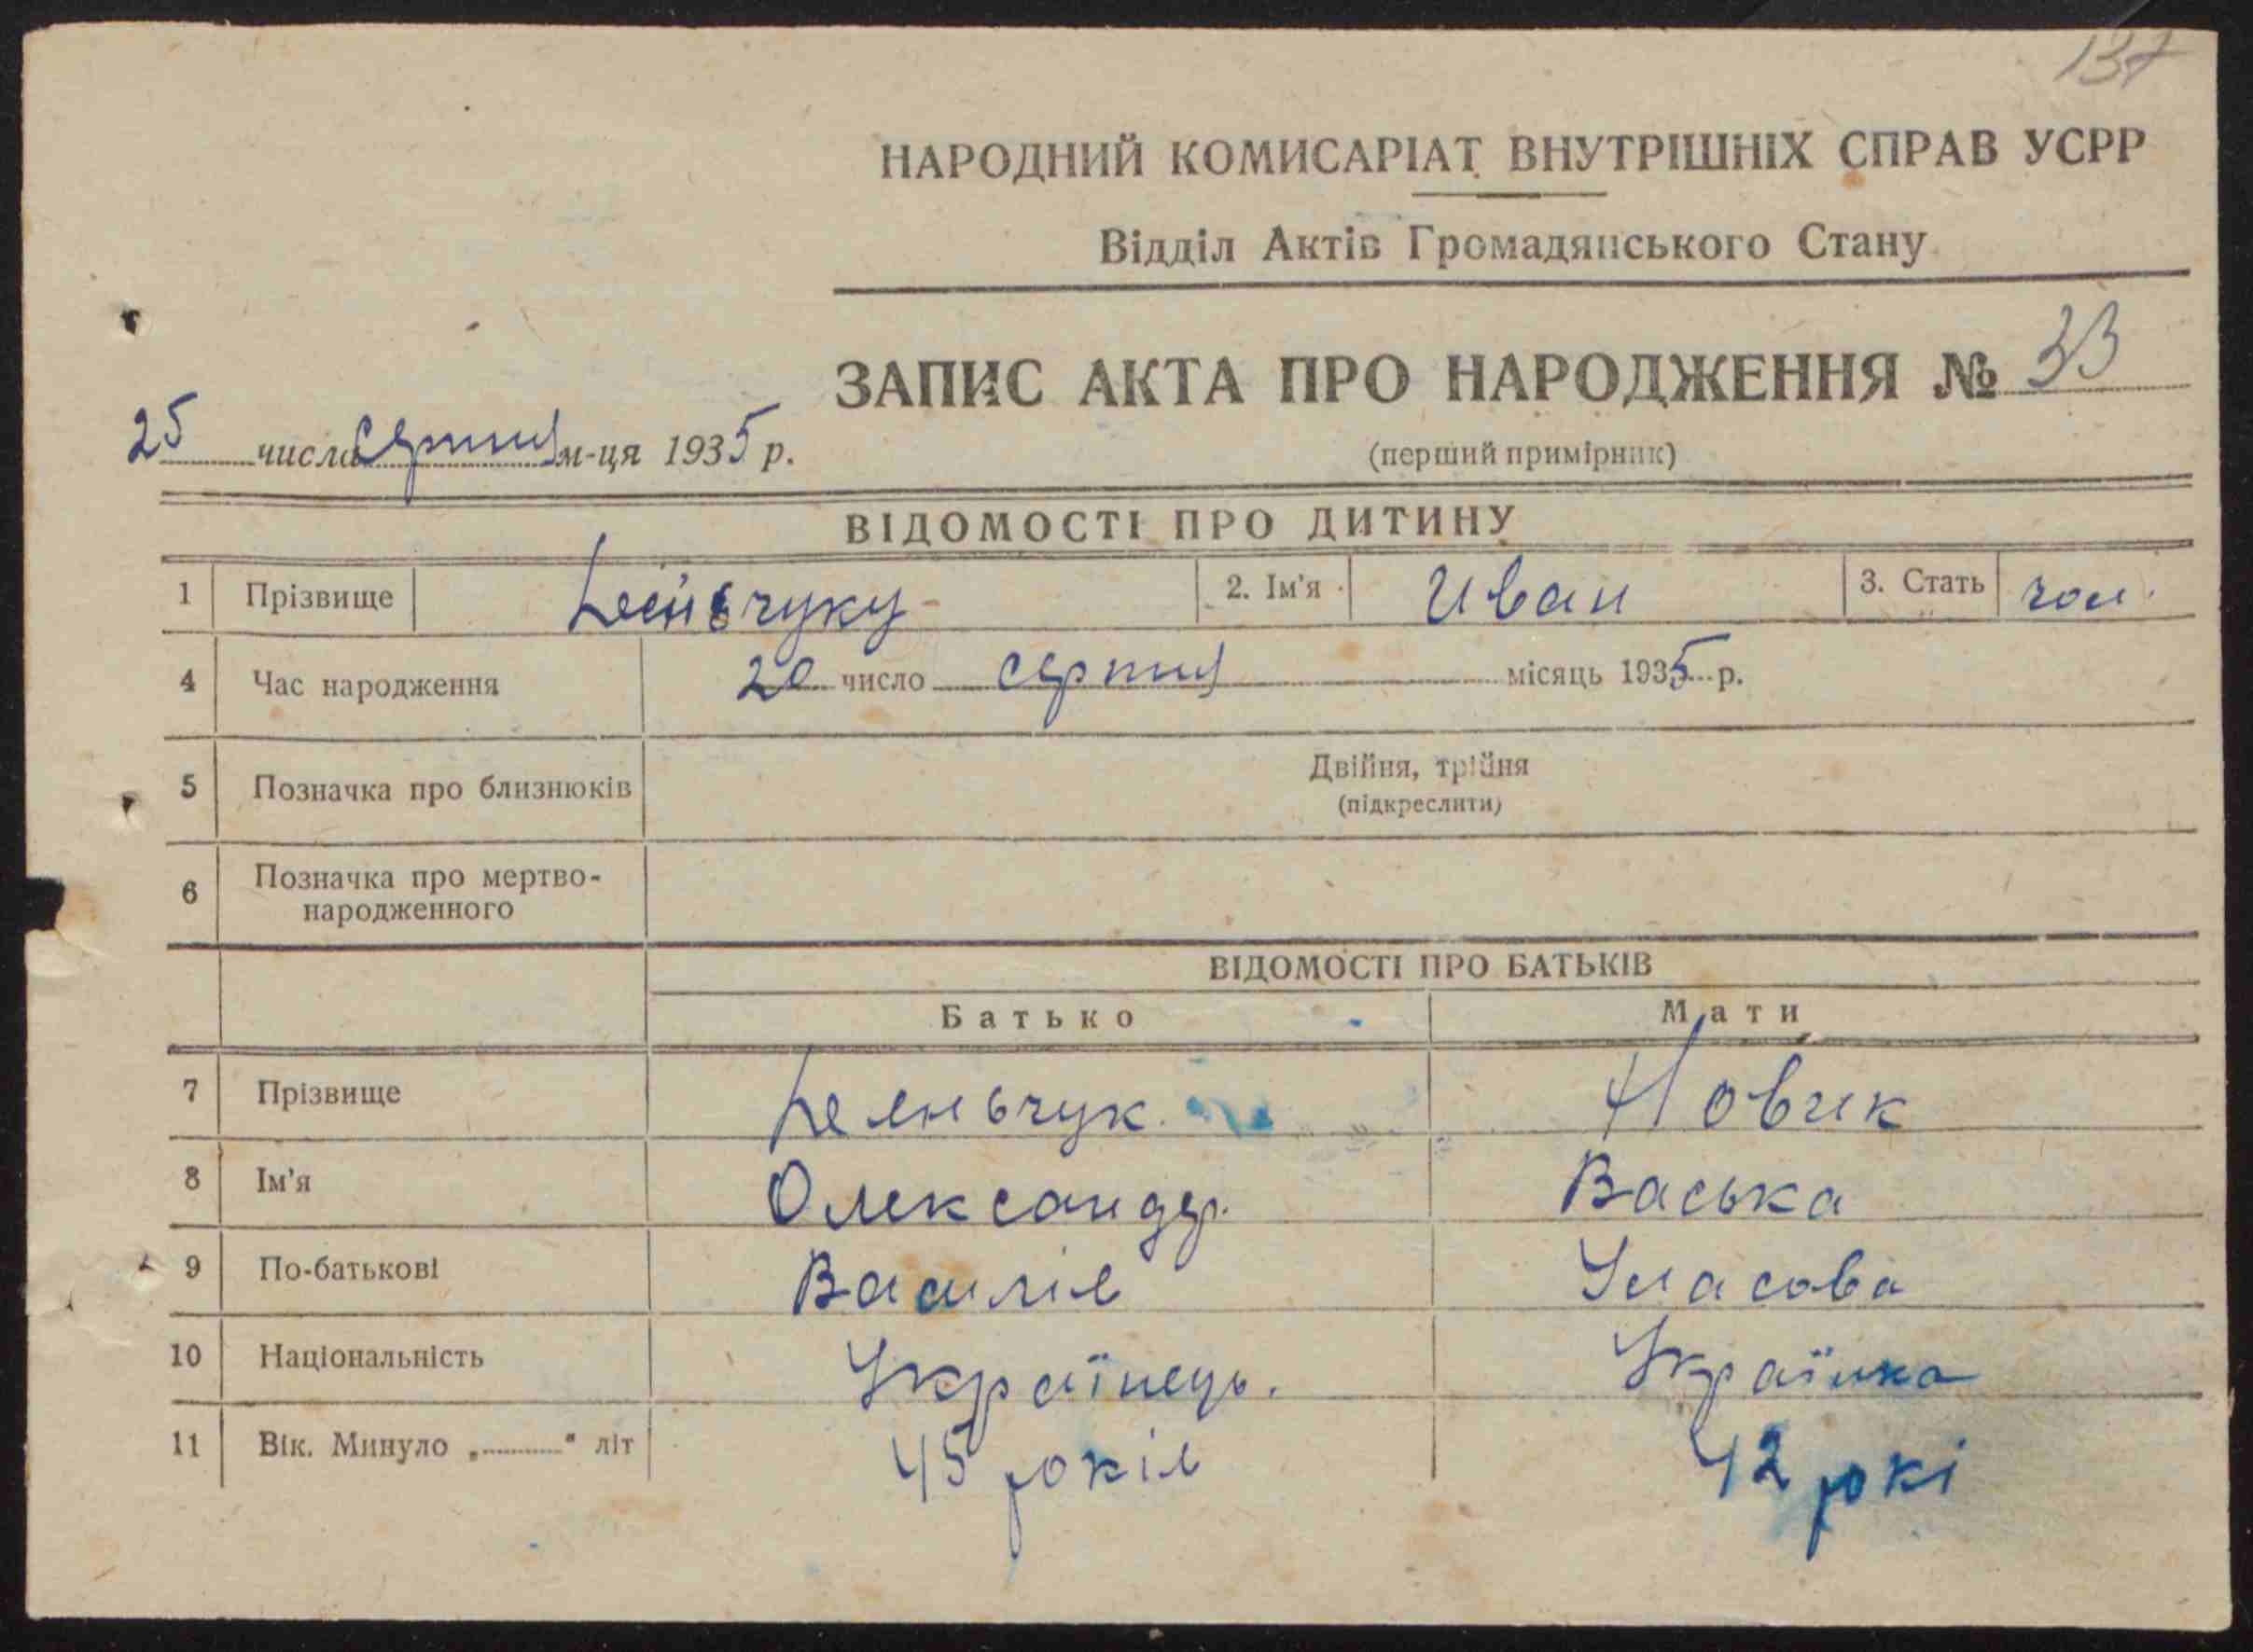 137
НАРОДНИЙ КОМИСАРІАТ ВНУТРІШНІХ СПРАВ УСРР
Відділ Актів Громадянського Стану
ЗАПИС АКТА ПРО НАРОДЖЕННЯ № 33
25 числа серпня м-ця 1935 р.
(перший примірник)
ВІДОМОСТІ ПРО ДИТИНУ
1 Прізвище 2. Ім'я Иван 3. Стать чол.
4 Час народження 20 число серпня місяць 1935 р.
5 Позначка про близнюків Двійня, трійня
(підкреслити)
6 Позначка про мертво-
народженного
ВІДОМОСТІ ПРО БАТЬКІВ
Батько Мати
7 Прізвище Новик
8 Ім'я Олександр. Васька
9 По-батькові Василів Уласова
10 Національність Українець. Українка
11 Вік. Минуло „..........“ літ 45 років 42 рокі